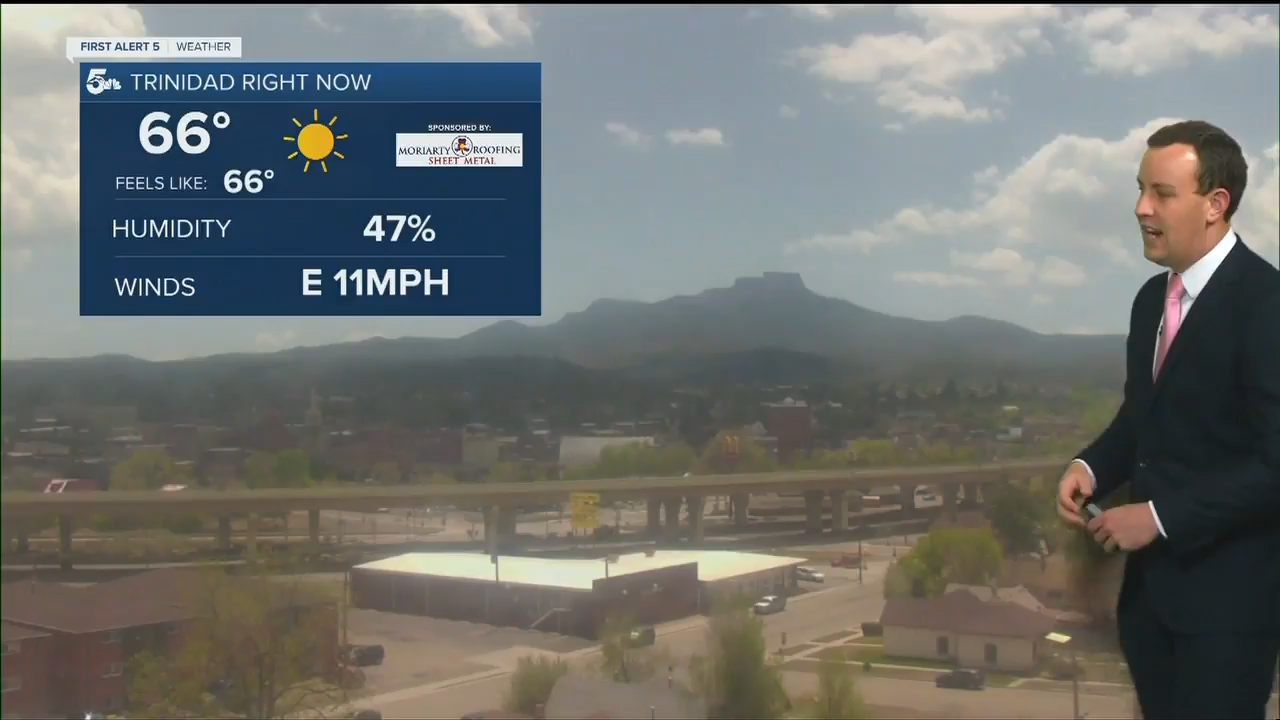 FIRST ALERT 5 | WEATHER
5 TRINIDAD RIGHT NOW
66°
SPONSORED BY:
MORIARTY ROOFING
SHEET METAL
FEELS LIKE: 66°
HUMIDITY 47%
WINDS E 11MPH